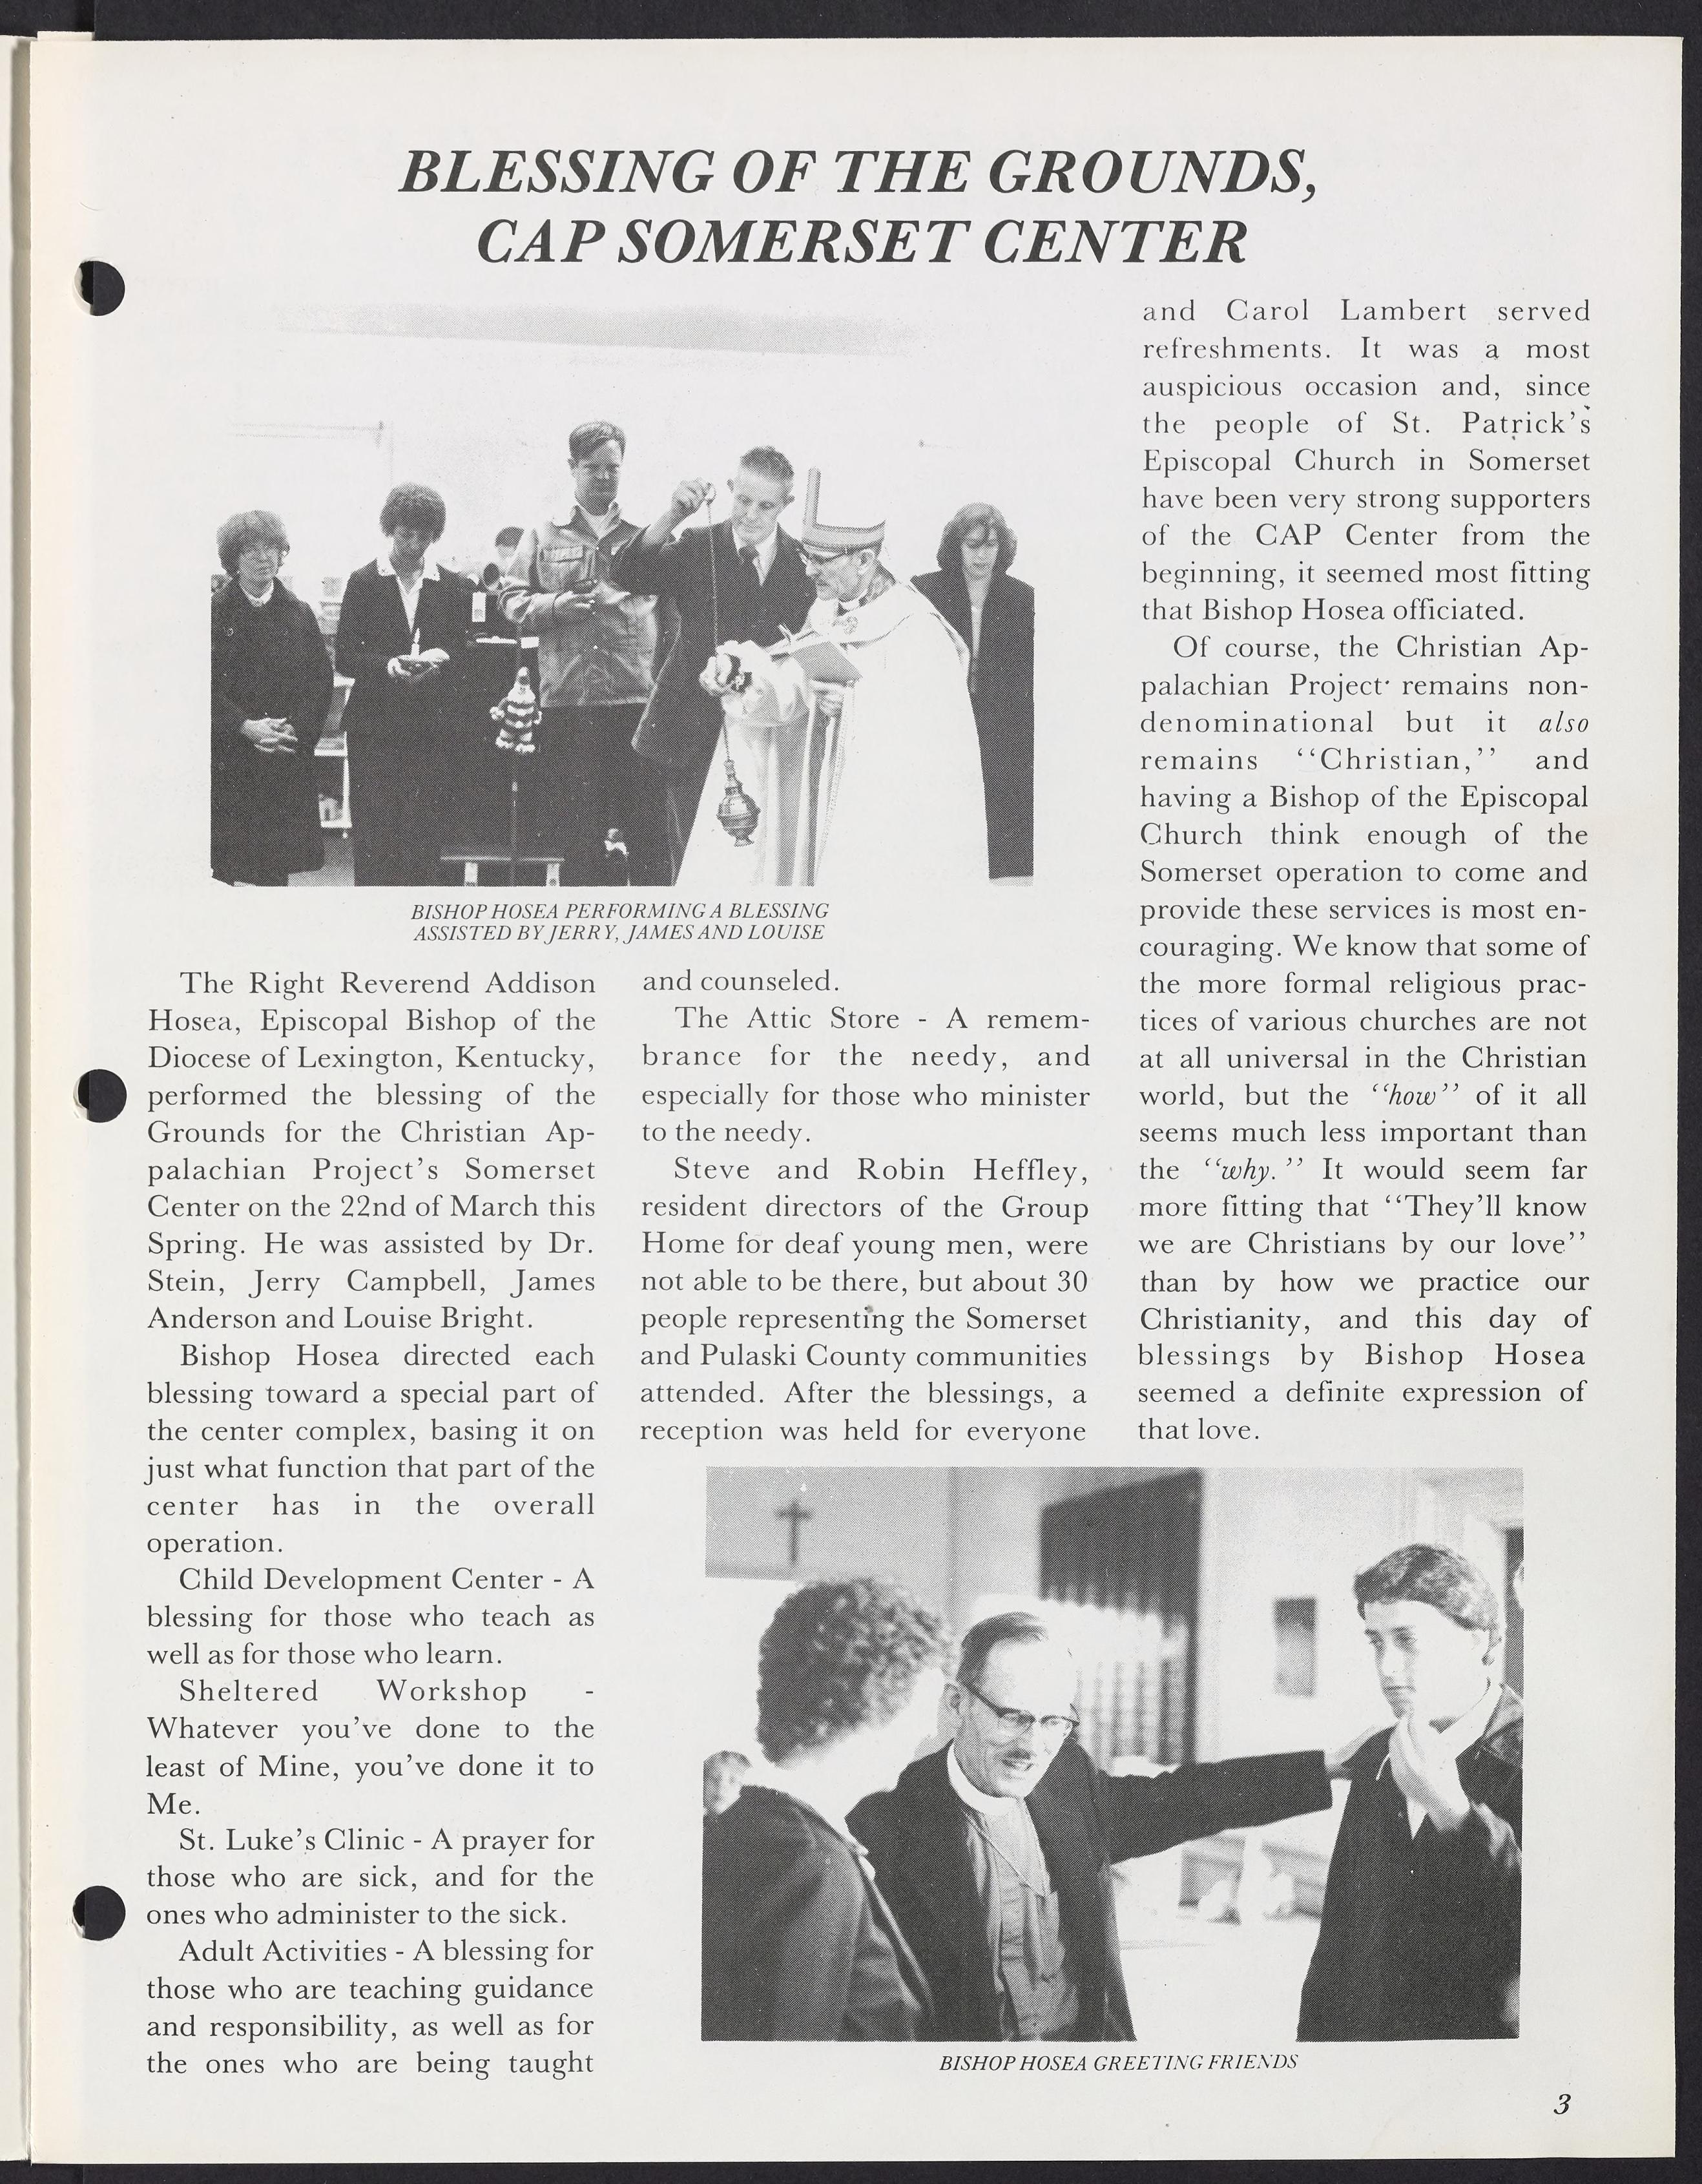 BLESSING OF THE GROUNDS,
CAP SOMERSET CENTER
BISHOP HOSEA PERFORMING A BLESSING
ASSISTED BY JERRY, JAMES AND LOUISE
The Right Reverend Addison
Hosea, Episcopal Bishop of the
Diocese of Lexington, Kentucky,
performed the blessing of the
Grounds for the Christian Ap-
palachian Project's Somerset
Center on the 22nd of March this
Spring. He was assisted by Dr.
Stein, Jerry Campbell, James
Anderson and Louise Bright.
Bishop Hosea directed each
blessing toward a special part of
the center complex, basing it on
just what function that part of the
center has in the overall
operation.
Child Development Center - A
blessing for those who teach as
well as for those who learn.
Sheltered Workshop -
Whatever you've done to the
least of Mine, you've done it to
Me.
St. Luke's Clinic - A prayer for
those who are sick, and for the
ones who administer to the sick.
Adult Activities - A blessing for
those who are teaching guidance
and responsibility, as well as for
the ones who are being taught
and counseled.
The Attic Store - A remem-
brance for the needy, and
especially for those who minister
to the needy.
Steve and Robin Heffley,
resident directors of the Group
Home for deaf young men, were
not able to be there, but about 30
people representing the Somerset
and Pulaski County communities
attended. After the blessings, a
reception was held for everyone
and Carol Lambert served
refreshments. It was a most
auspicious occasion and, since
the people of St. Patrick's
Episcopal Church in Somerset
have been very strong supporters
of the CAP Center from the
beginning, it seemed most fitting
that Bishop Hosea officiated.
Of course, the Christian Ap-
palachian Project remains non-
denominational but it also
remains ‘‘Christian,’’ and
having a Bishop of the Episcopal
Church think enough of the
Somerset operation to come and
provide these services is most en-
couraging. We know that some of
the more formal religious prac-
tices of various churches are not
at all universal in the Christian
world, but the ‘‘how’’ of it all
seems much less important than
the ‘‘why.’’ It would seem far
more fitting that ‘‘They'll know
we are Christians by our love’’
than by how we practice our
Christianity, and this day of
blessings by Bishop Hosea
seemed a definite expression of
that love.
BISHOP HOSEA GREETING FRIENDS
3